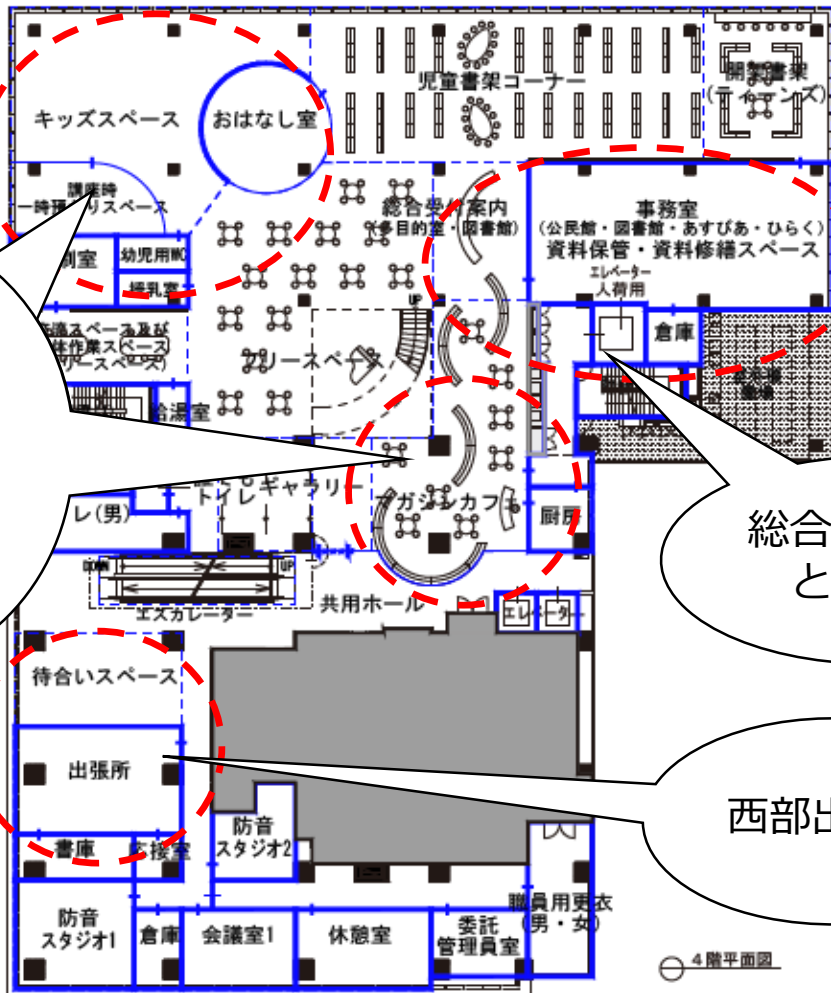 キッズスペース
おはなし室
児童書架コーナー
開架書架
(ティーンズ)
講座時
一時預かりスペース
総合受付案内
(多目的室・図書館)
事務室
(公民館・図書館・あすぴあ・ひらく)
資料保管・資料修繕スペース
幼児用WC
授乳室
エレベーター
人荷用
倉庫
UP
フリースペース
給湯室
トイレ
ギャラリー
マガジンカフェ
厨房
レ(男)
DOWN
UP
エスカレーター
共用ホール
エレベータ
総合
と
待合いスペース
出張所
西部出
書庫
応接室
防音
スタジオ2
防音
スタジオ1
倉庫
会議室1
休憩室
委託
管理員室
職員用更衣
(男・女)
4階平面図